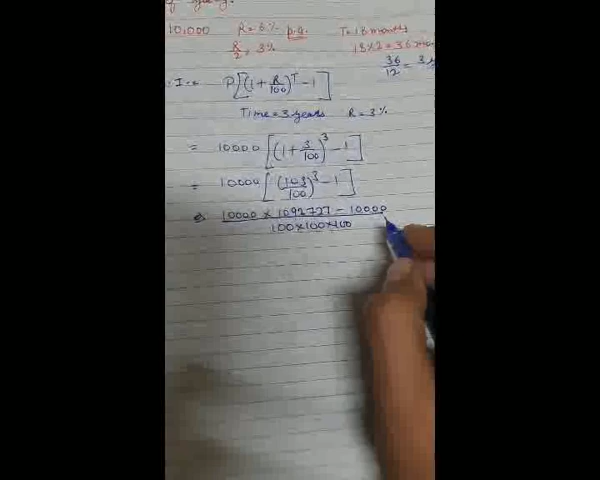 10,000 R = 6% p.a. T = 18 months
R/2 = 3% 18×2 = 36
36/12 = 3
I = P[(1 + R/100)^T - 1]
Time = 3 years R = 3%
= 10000 [(1 + 3/100)^3 - 1]
= 10000 [(103/100)^3 - 1]
10000 × 1092727 - 10000
100×100×100